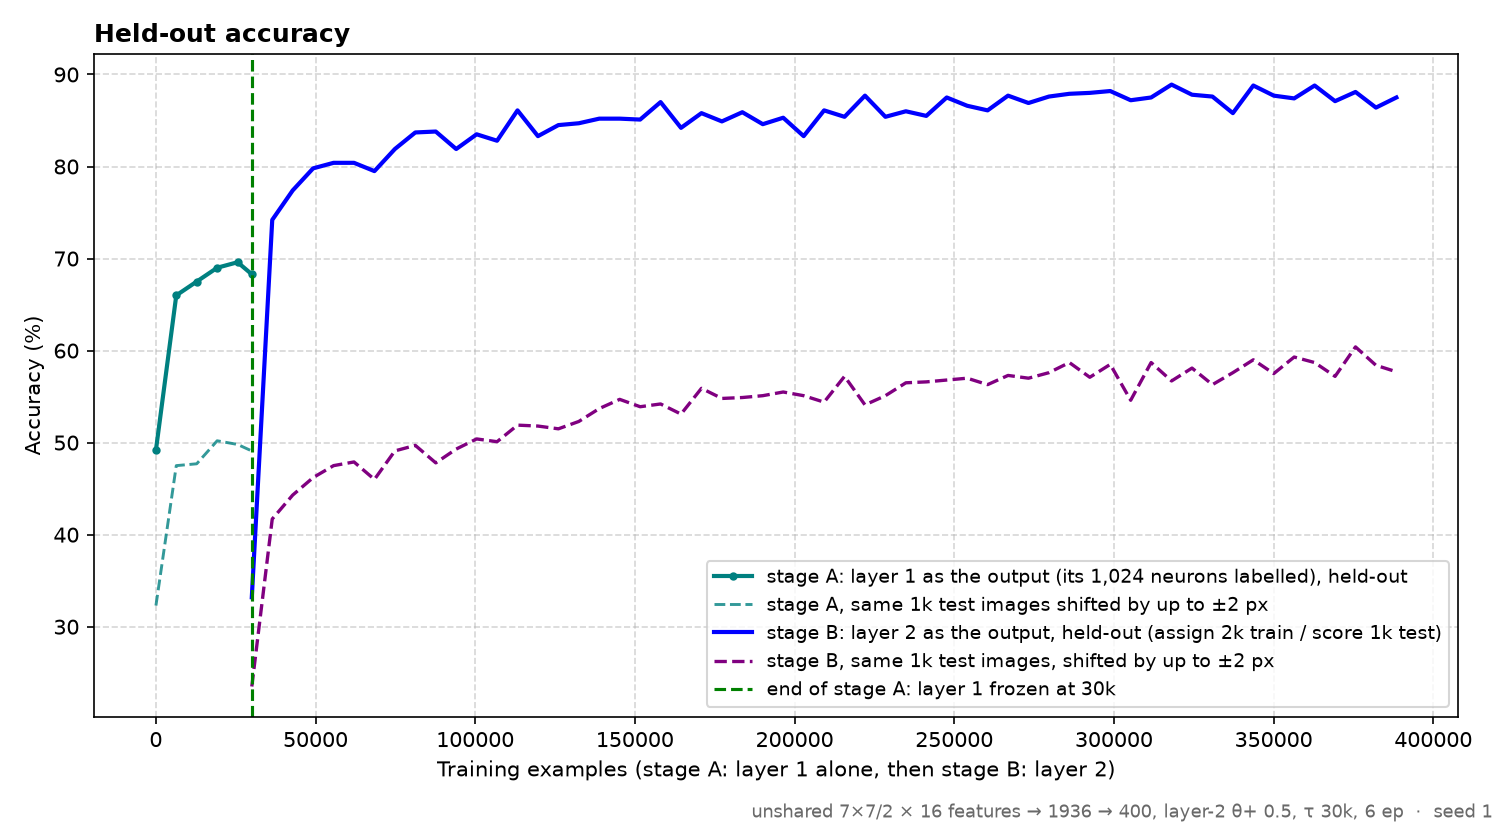 Held-out accuracy
90
80
70
60
50
40
30
Accuracy (%)
stage A: layer 1 as the output (its 1,024 neurons labelled), held-out
stage A, same 1k test images shifted by up to ±2 px
stage B: layer 2 as the output, held-out (assign 2k train / score 1k test)
stage B, same 1k test images, shifted by up to ±2 px
end of stage A: layer 1 frozen at 30k
0 50000 100000 150000 200000 250000 300000 350000 400000
Training examples (stage A: layer 1 alone, then stage B: layer 2)
unshared 7×7/2 × 16 features → 1936 → 400, layer-2 θ+ 0.5, τ 30k, 6 ep · seed 1